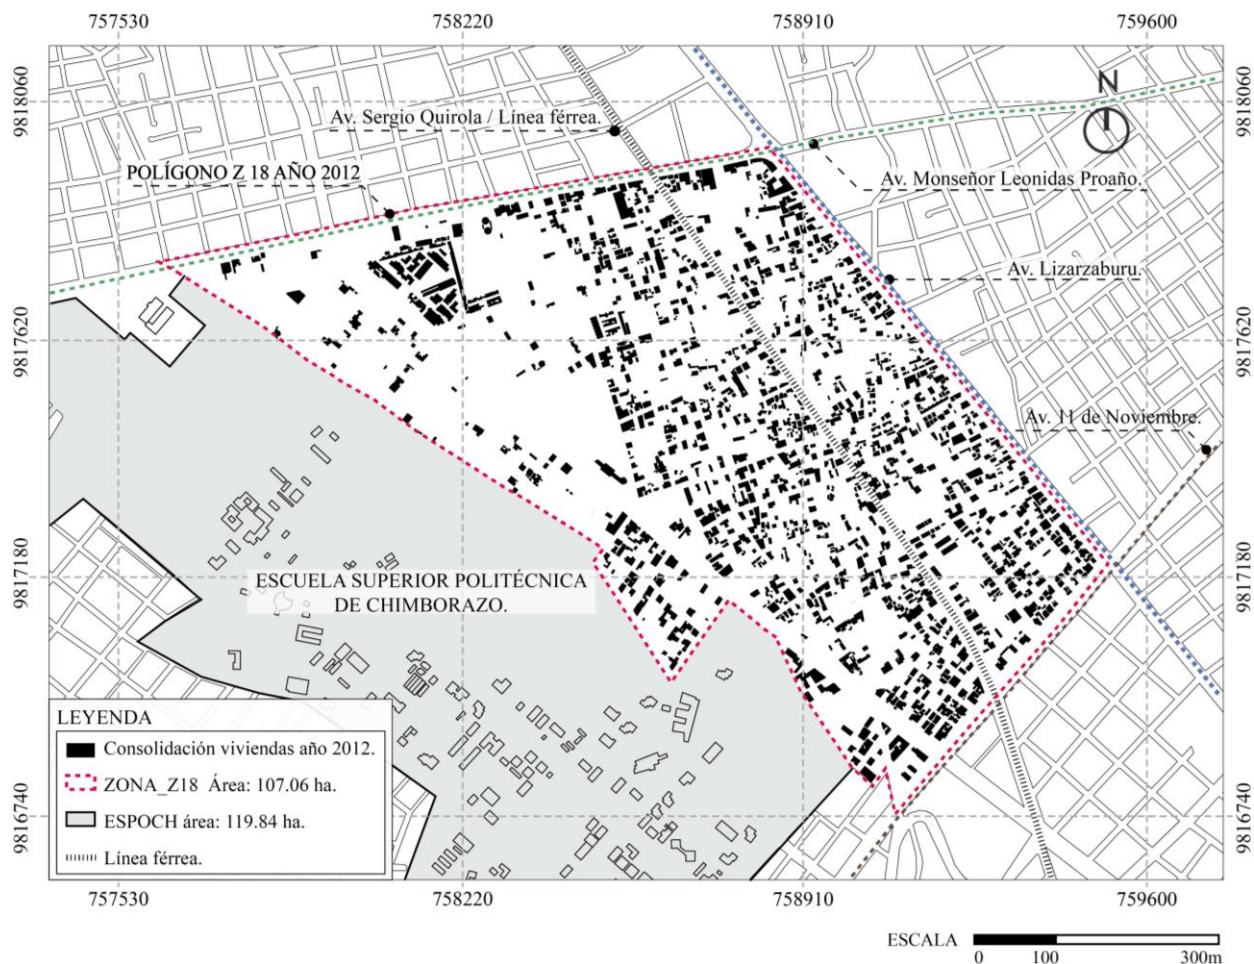 757530 758220 758910 759600
9818060 9818060
N
Av. Sergio Quirola / Línea férrea.
POLÍGONO Z 18 AÑO 2012
Av. Monseñor Leonidas Proaño.
Av. Lizarzaburu.
9817620 9817620
Av. 11 de Noviembre.
9817180 9817180
ESCUELA SUPERIOR POLITÉCNICA
DE CHIMBORAZO.
LEYENDA
Consolidación viviendas año 2012.
ZONA_Z18 Área: 107.06 ha.
ESPOCH área: 119.84 ha.
Línea férrea.
9816740 9816740
757530 758220 758910 759600
ESCALA
0 100 300m